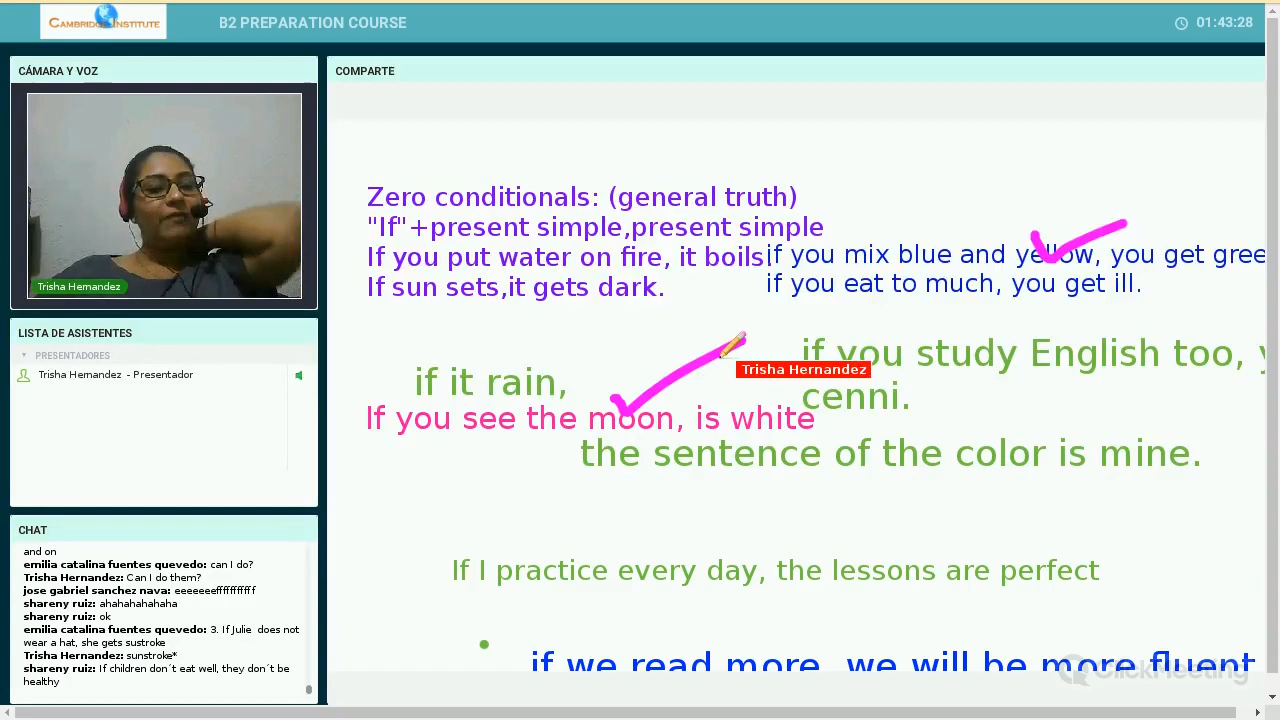 CAMBRIDGE INSTITUTE
B2 PREPARATION COURSE
01:43:28
CÁMARA Y VOZ
Trisha Hernandez
LISTA DE ASISTENTES
PRESENTADORES
Trisha Hernandez - Presentador
CHAT
and on
emilia catalina fuentes quevedo: can I do?
Trisha Hernandez: Can I do them?
jose gabriel sanchez nava: eeeeeeefffffffffff
shareny ruiz: ahahahahahaha
shareny ruiz: ok
emilia catalina fuentes quevedo: 3. If Julie does not
wear a hat, she gets sustroke
Trisha Hernandez: sunstroke*
shareny ruiz: If children don´t eat well, they don´t be
healthy
COMPARTE
Zero conditionals: (general truth)
"If"+present simple,present simple
If you put water on fire, it boils.
If sun sets,it gets dark.
if you mix blue and yellow, you get gree
if you eat to much, you get ill.
if you study English too, y
cenni.
Trisha Hernandez
if it rain,
If you see the moon, is white
the sentence of the color is mine.
If I practice every day, the lessons are perfect
if we read more, we will be more fluent
ClickMeeting